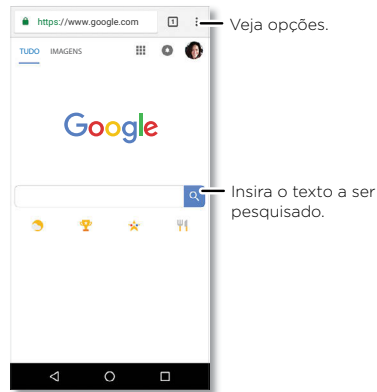 https://www.google.com 1
Veja opções.
TUDO IMAGENS
Google
Insira o texto a ser
pesquisado.